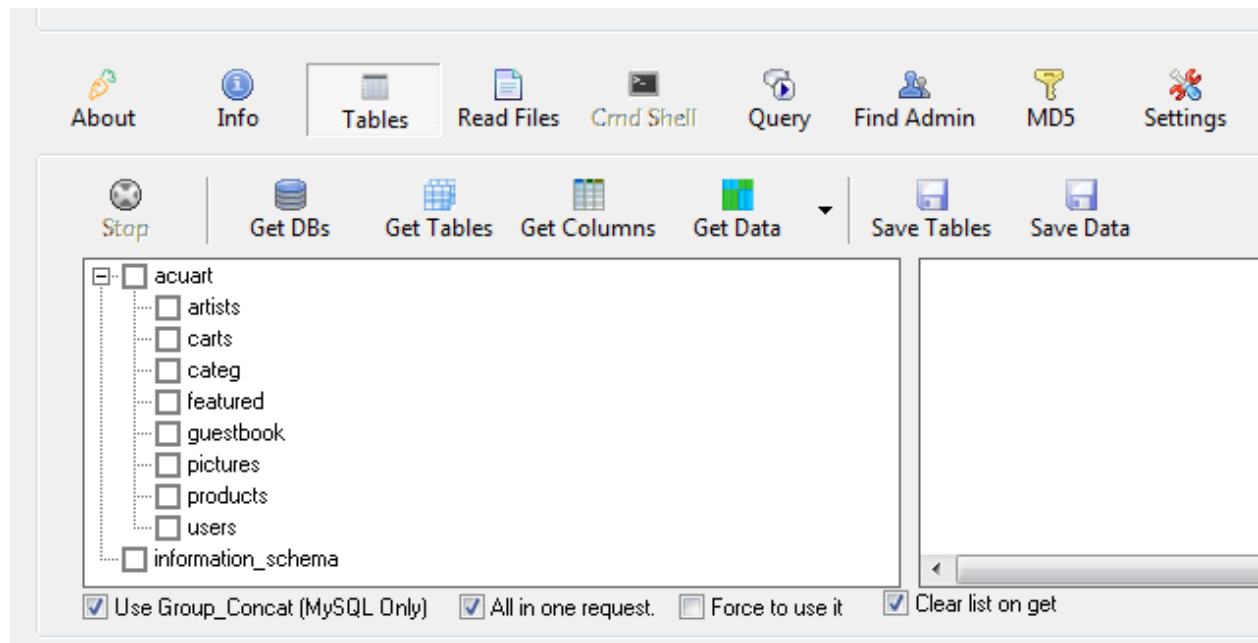 About Info Tables Read Files Cmd Shell Query Find Admin MD5 Settings
Stop Get DBs Get Tables Get Columns Get Data Save Tables Save Data
acuart
artists
carts
categ
featured
guestbook
pictures
products
users
information_schema
Use Group_Concat (MySQL Only) All in one request. Force to use it Clear list on get